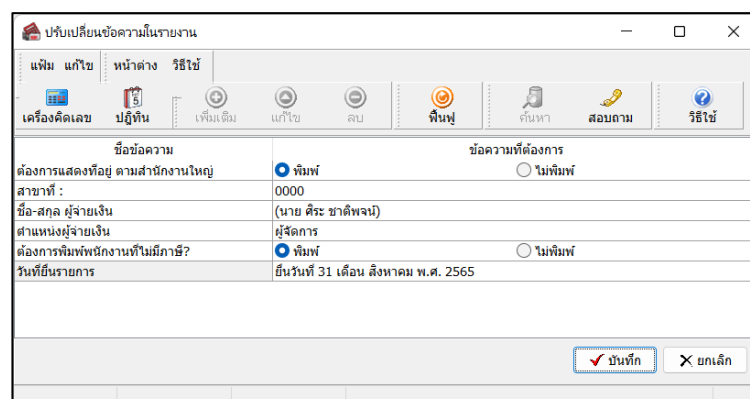 ปรับเปลี่ยนข้อความในรายงาน
แฟ้ม แก้ไข หน้าต่าง วิธีใช้
5
เครื่องคิดเลข ปฏิทิน เพิ่มเติม แก้ไข ลบ ฟื้นฟู ค้นหา สอบถาม วิธีใช้
ชื่อข้อความ ข้อความที่ต้องการ
ต้องการแสดงที่อยู่ ตามสำนักงานใหญ่ พิมพ์ ไม่พิมพ์
สาขาที่ : 0000
ชื่อ-สกุล ผู้จ่ายเงิน (นาย ศิระ ชาติพจน์)
ตำแหน่งผู้จ่ายเงิน ผู้จัดการ
ต้องการพิมพ์พนักงานที่ไม่มีภาษี? พิมพ์ ไม่พิมพ์
วันที่ยื่นรายการ ยื่นวันที่ 31 เดือน สิงหาคม พ.ศ. 2565
บันทึก ยกเลิก